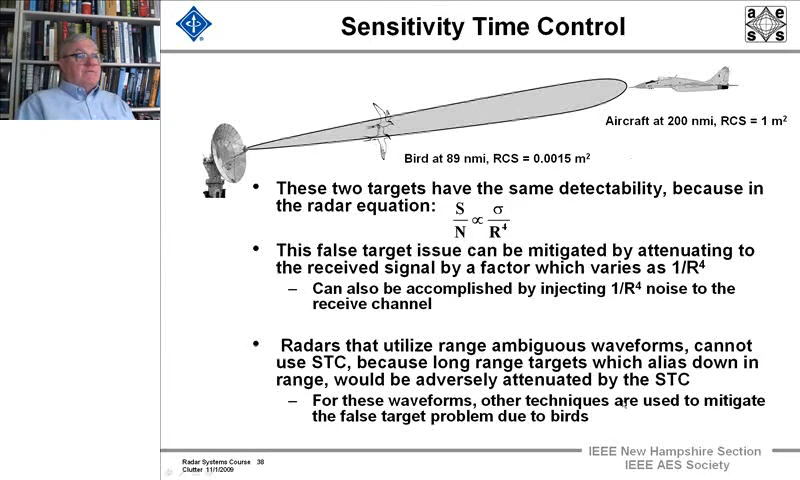 Sensitivity Time Control
a e
s s
Aircraft at 200 nmi, RCS = 1 m²
Bird at 89 nmi, RCS = 0.0015 m²
• These two targets have the same detectability, because in
the radar equation: S/N ∝ σ/R⁴
• This false target issue can be mitigated by attenuating to
the received signal by a factor which varies as 1/R⁴
– Can also be accomplished by injecting 1/R⁴ noise to the
receive channel
• Radars that utilize range ambiguous waveforms, cannot
use STC, because long range targets which alias down in
range, would be adversely attenuated by the STC
– For these waveforms, other techniques are used to mitigate
the false target problem due to birds
Radar Systems Course 38
Clutter 11/1/2009
IEEE New Hampshire Section
IEEE AES Society